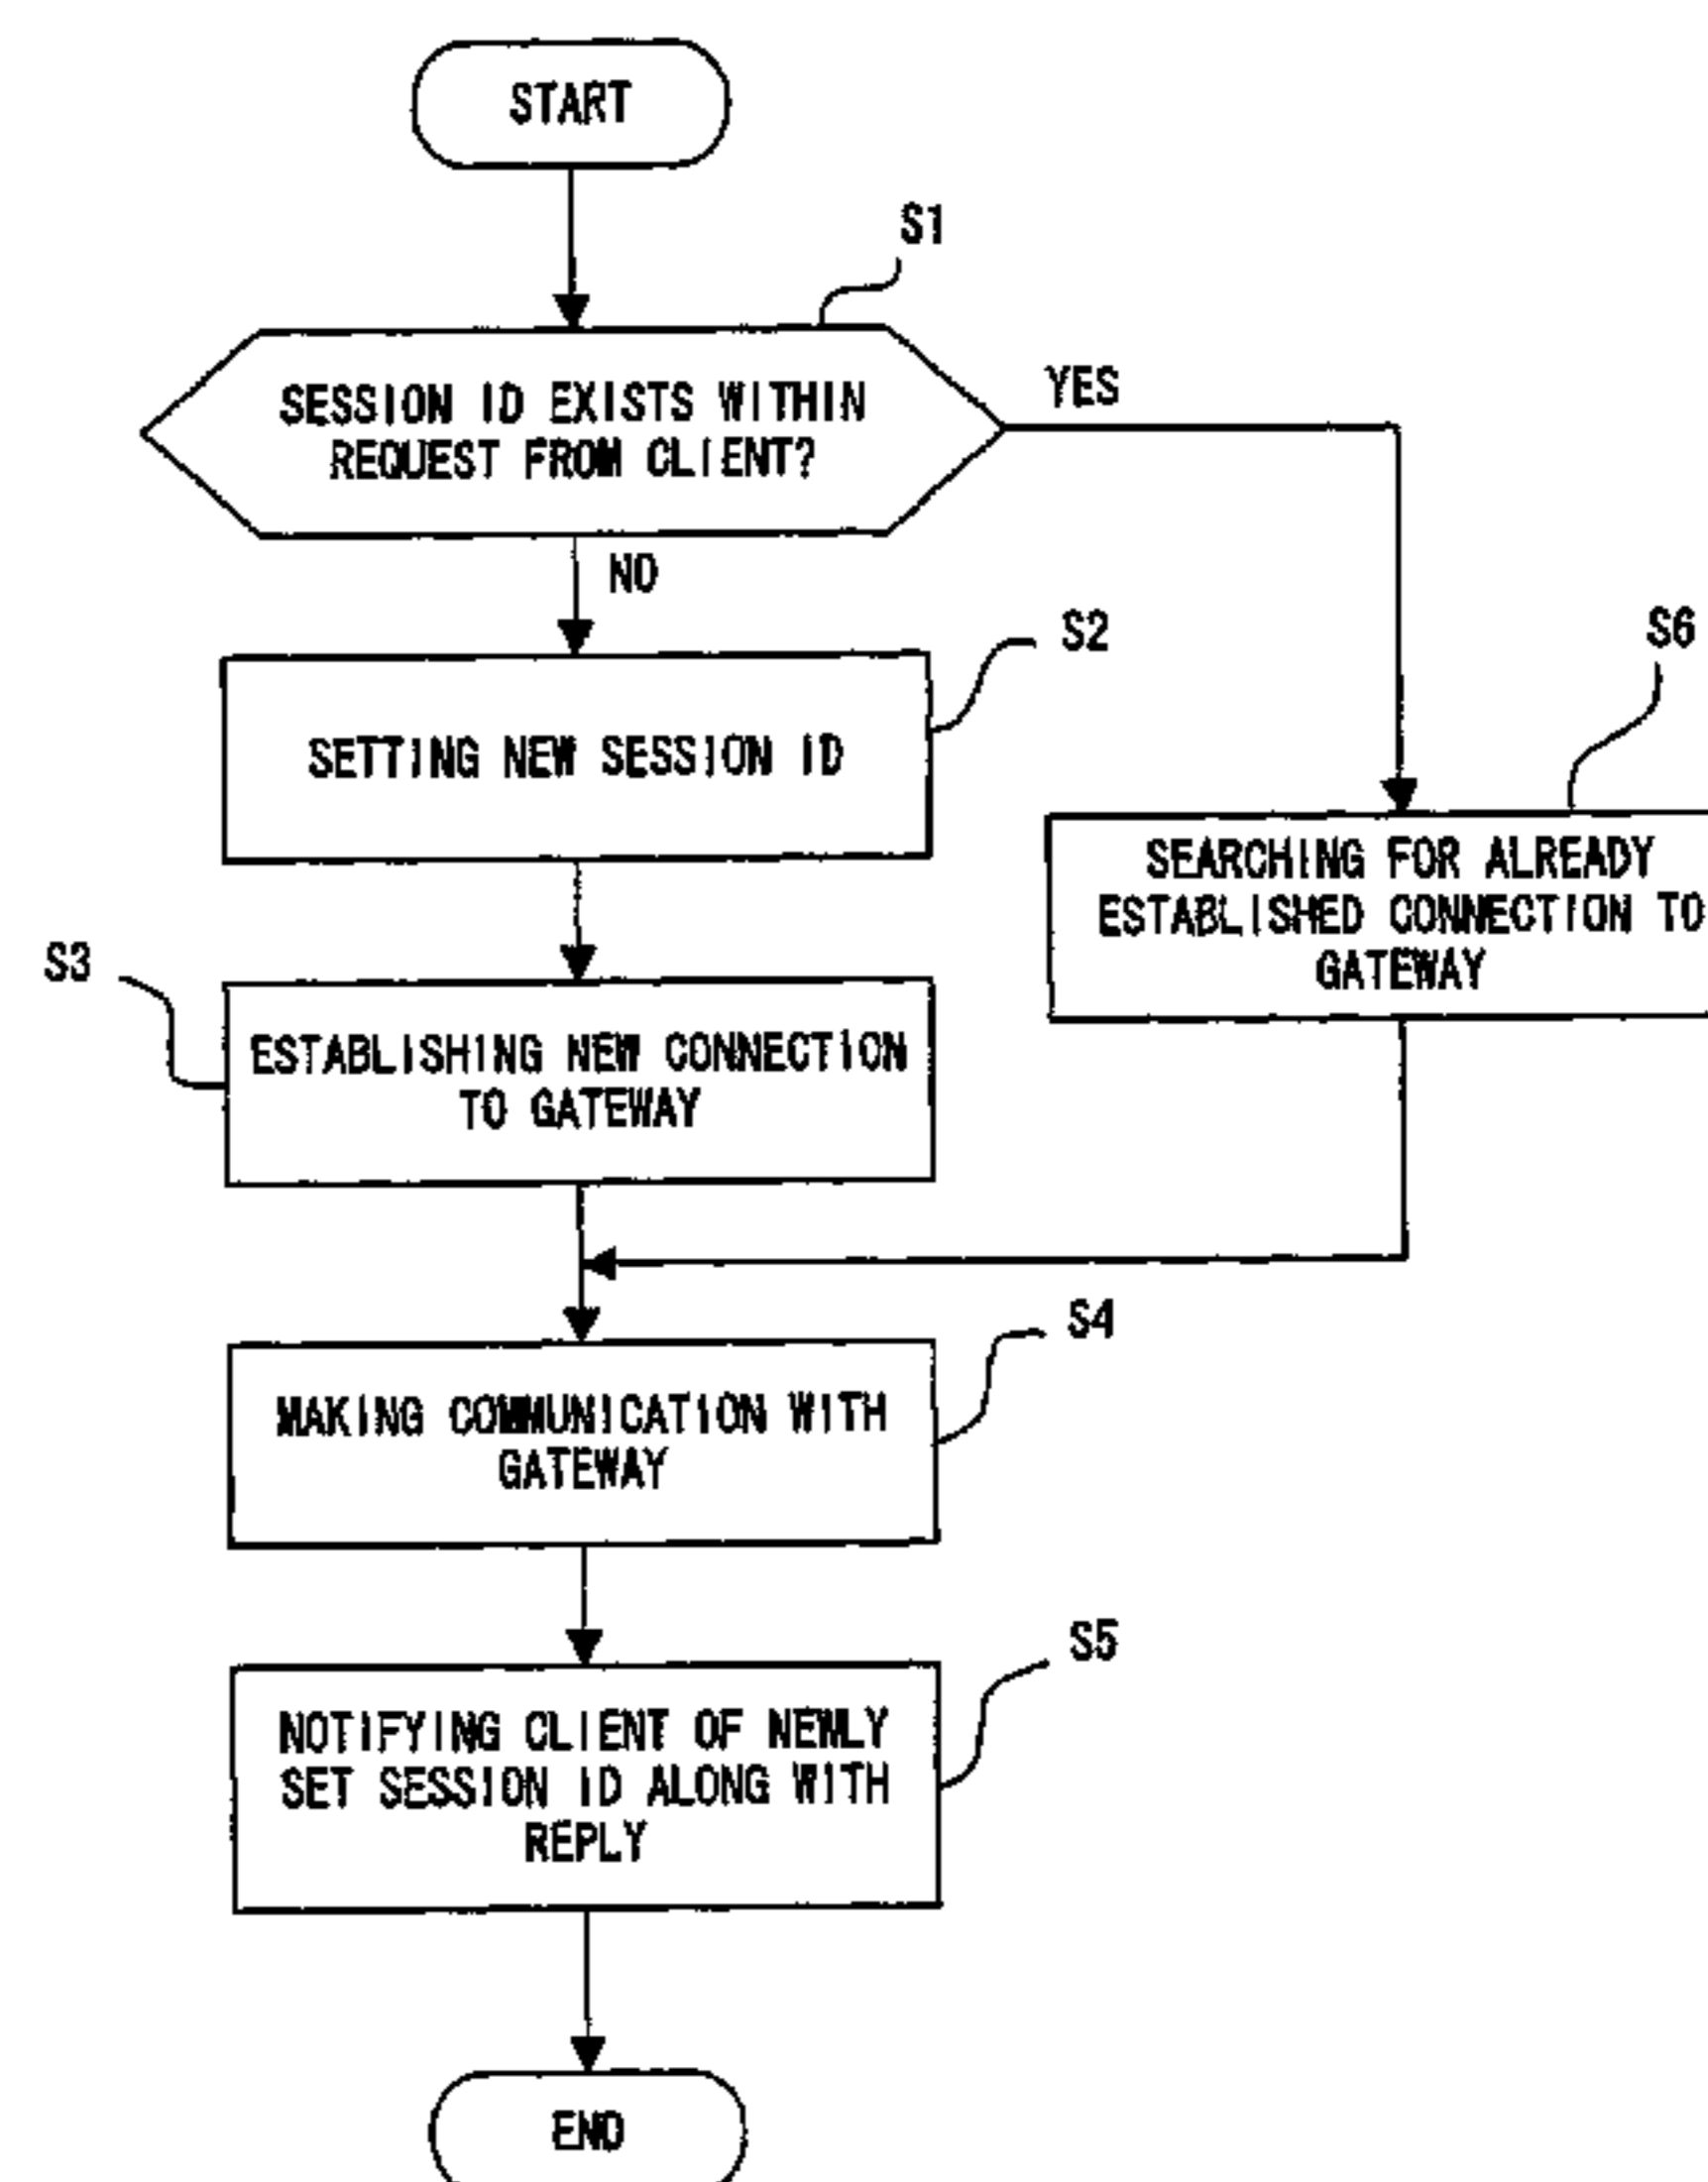 START
S1
SESSION ID EXISTS WITHIN
REQUEST FROM CLIENT?
YES
NO
S2
SETTING NEW SESSION ID
S6
SEARCHING FOR ALREADY
ESTABLISHED CONNECTION TO
GATEWAY
S3
ESTABLISHING NEW CONNECTION
TO GATEWAY
S4
MAKING COMMUNICATION WITH
GATEWAY
S5
NOTIFYING CLIENT OF NEWLY
SET SESSION ID ALONG WITH
REPLY
END